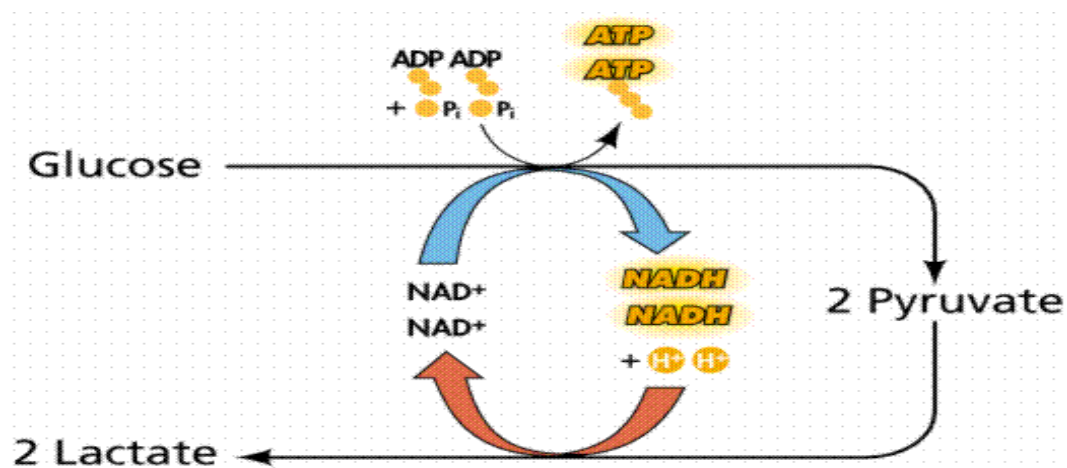 ATP
ADP ADP
ATP
+ Pᵢ Pᵢ
Glucose
NADH
NAD⁺
2 Pyruvate
NADH
NAD⁺
+ H⁺ H⁺
2 Lactate